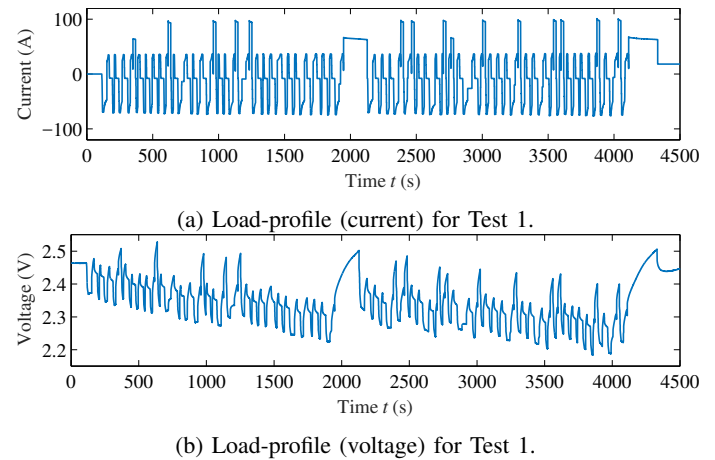 100
0
−100
Current (A)
0 500 1000 1500 2000 2500 3000 3500 4000 4500
Time t (s)
(a) Load-profile (current) for Test 1.
2.5
2.4
2.3
2.2
Voltage (V)
0 500 1000 1500 2000 2500 3000 3500 4000 4500
Time t (s)
(b) Load-profile (voltage) for Test 1.